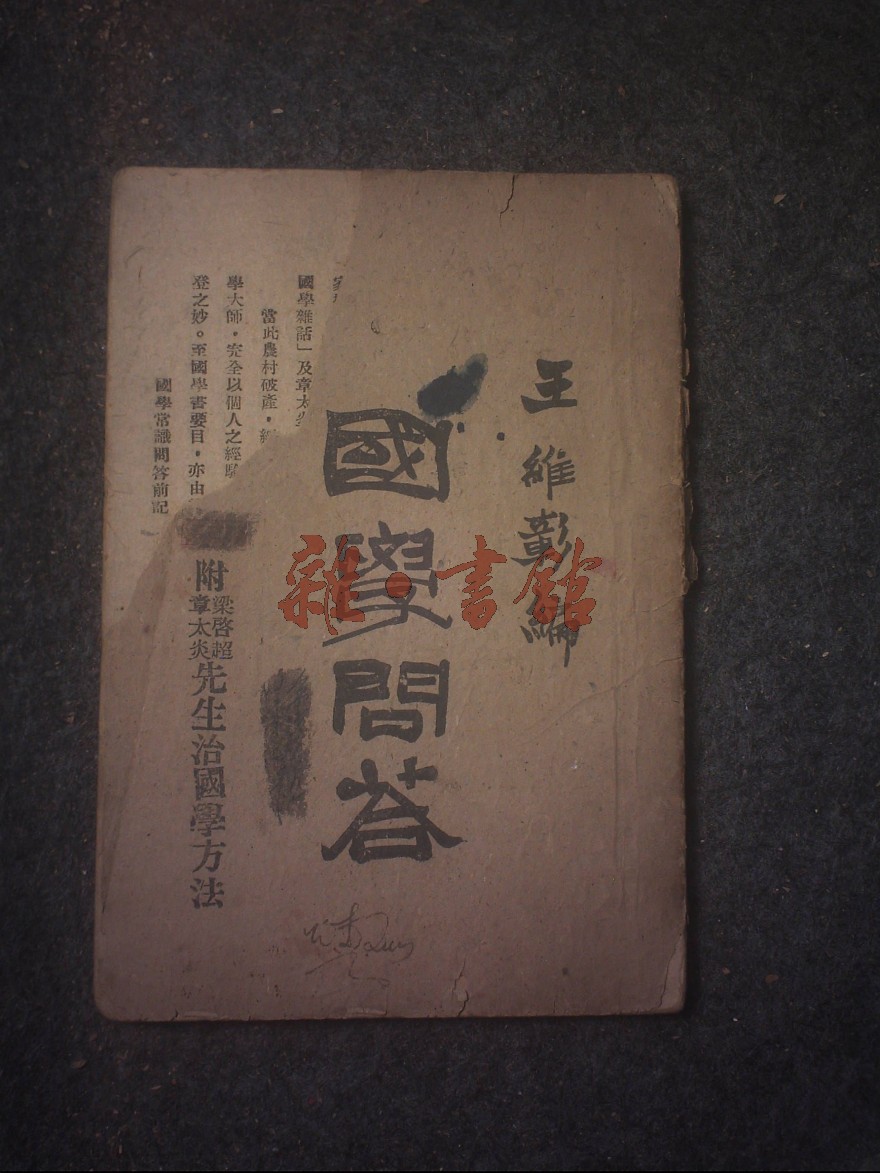 王維彰編
國學問荅
國學雜話」及章太炎
當此農村破產，
學大師，完全以個人之經驗
登之妙。至國學書要目，亦由
國學常識問答前記
附梁啓超章太炎先生治國學方法
雜·書館